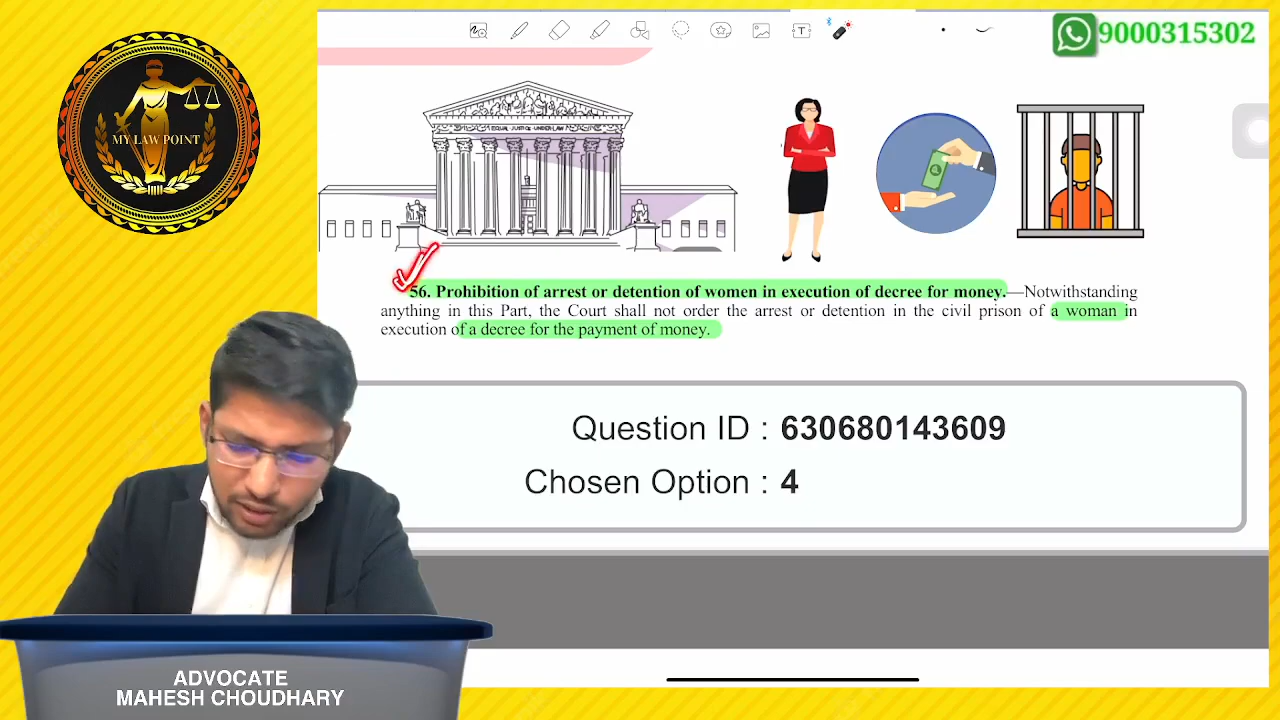 9000315302
MY LAW POINT
EQUAL JUSTICE UNDER LAW
T
56. Prohibition of arrest or detention of women in execution of decree for money.—Notwithstanding
anything in this Part, the Court shall not order the arrest or detention in the civil prison of a woman in
execution of a decree for the payment of money.
Question ID : 630680143609
Chosen Option : 4
ADVOCATE
MAHESH CHOUDHARY